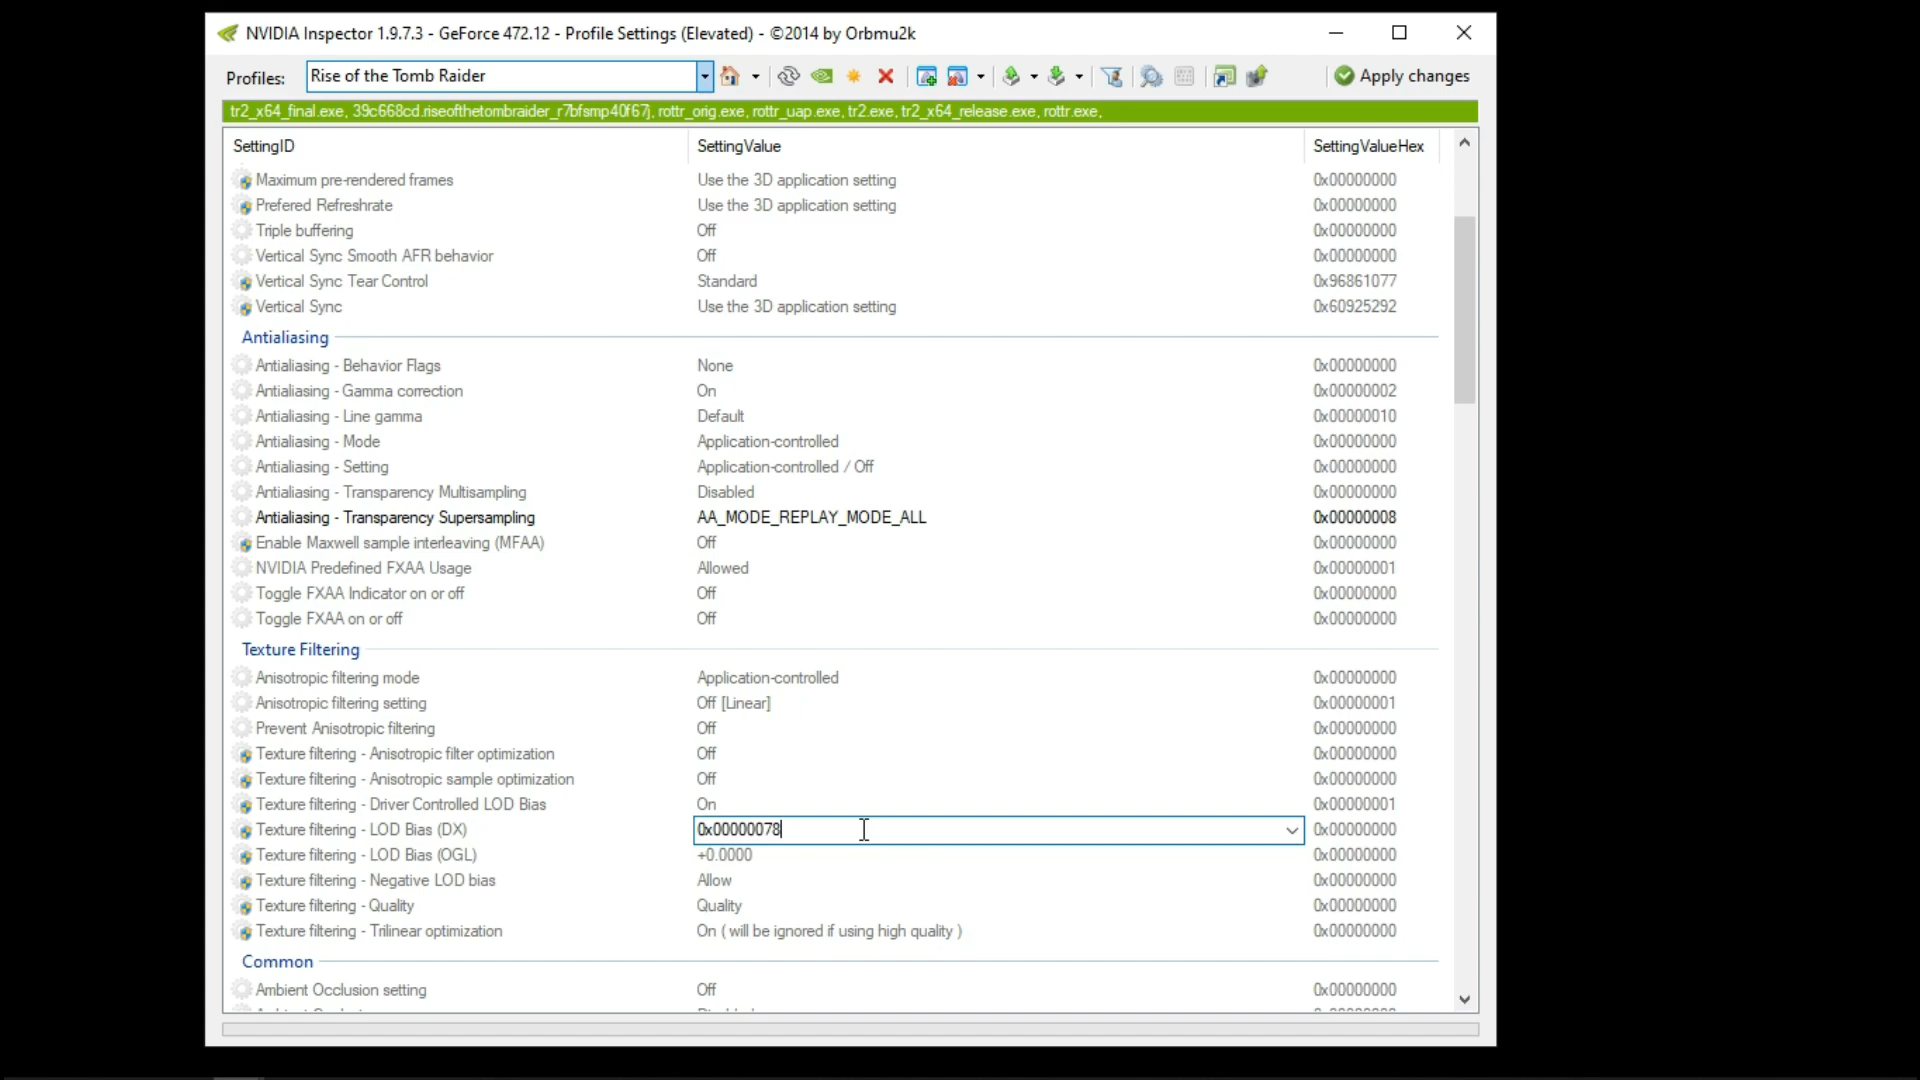 NVIDIA Inspector 1.9.7.3 - GeForce 472.12 - Profile Settings (Elevated) - ©2014 by Orbmu2k
Profiles: Rise of the Tomb Raider Apply changes
tr2_x64_final.exe, 39c668cd.riseofthetombraider_r7bfsmp40f67j, rottr_orig.exe, rottr_uap.exe, tr2.exe, tr2_x64_release.exe, rottr.exe,
SettingID SettingValue SettingValueHex
Maximum pre-rendered frames Use the 3D application setting 0x00000000
Prefered Refreshrate Use the 3D application setting 0x00000000
Triple buffering Off 0x00000000
Vertical Sync Smooth AFR behavior Off 0x00000000
Vertical Sync Tear Control Standard 0x96861077
Vertical Sync Use the 3D application setting 0x60925292
Antialiasing
Antialiasing - Behavior Flags None 0x00000000
Antialiasing - Gamma correction On 0x00000002
Antialiasing - Line gamma Default 0x00000010
Antialiasing - Mode Application-controlled 0x00000000
Antialiasing - Setting Application-controlled / Off 0x00000000
Antialiasing - Transparency Multisampling Disabled 0x00000000
Antialiasing - Transparency Supersampling AA_MODE_REPLAY_MODE_ALL 0x00000008
Enable Maxwell sample interleaving (MFAA) Off 0x00000000
NVIDIA Predefined FXAA Usage Allowed 0x00000001
Toggle FXAA Indicator on or off Off 0x00000000
Toggle FXAA on or off Off 0x00000000
Texture Filtering
Anisotropic filtering mode Application-controlled 0x00000000
Anisotropic filtering setting Off [Linear] 0x00000001
Prevent Anisotropic filtering Off 0x00000000
Texture filtering - Anisotropic filter optimization Off 0x00000000
Texture filtering - Anisotropic sample optimization Off 0x00000000
Texture filtering - Driver Controlled LOD Bias On 0x00000001
Texture filtering - LOD Bias (DX) 0x00000078 0x00000000
Texture filtering - LOD Bias (OGL) +0.0000 0x00000000
Texture filtering - Negative LOD bias Allow 0x00000000
Texture filtering - Quality Quality 0x00000000
Texture filtering - Trilinear optimization On ( will be ignored if using high quality ) 0x00000000
Common
Ambient Occlusion setting Off 0x00000000